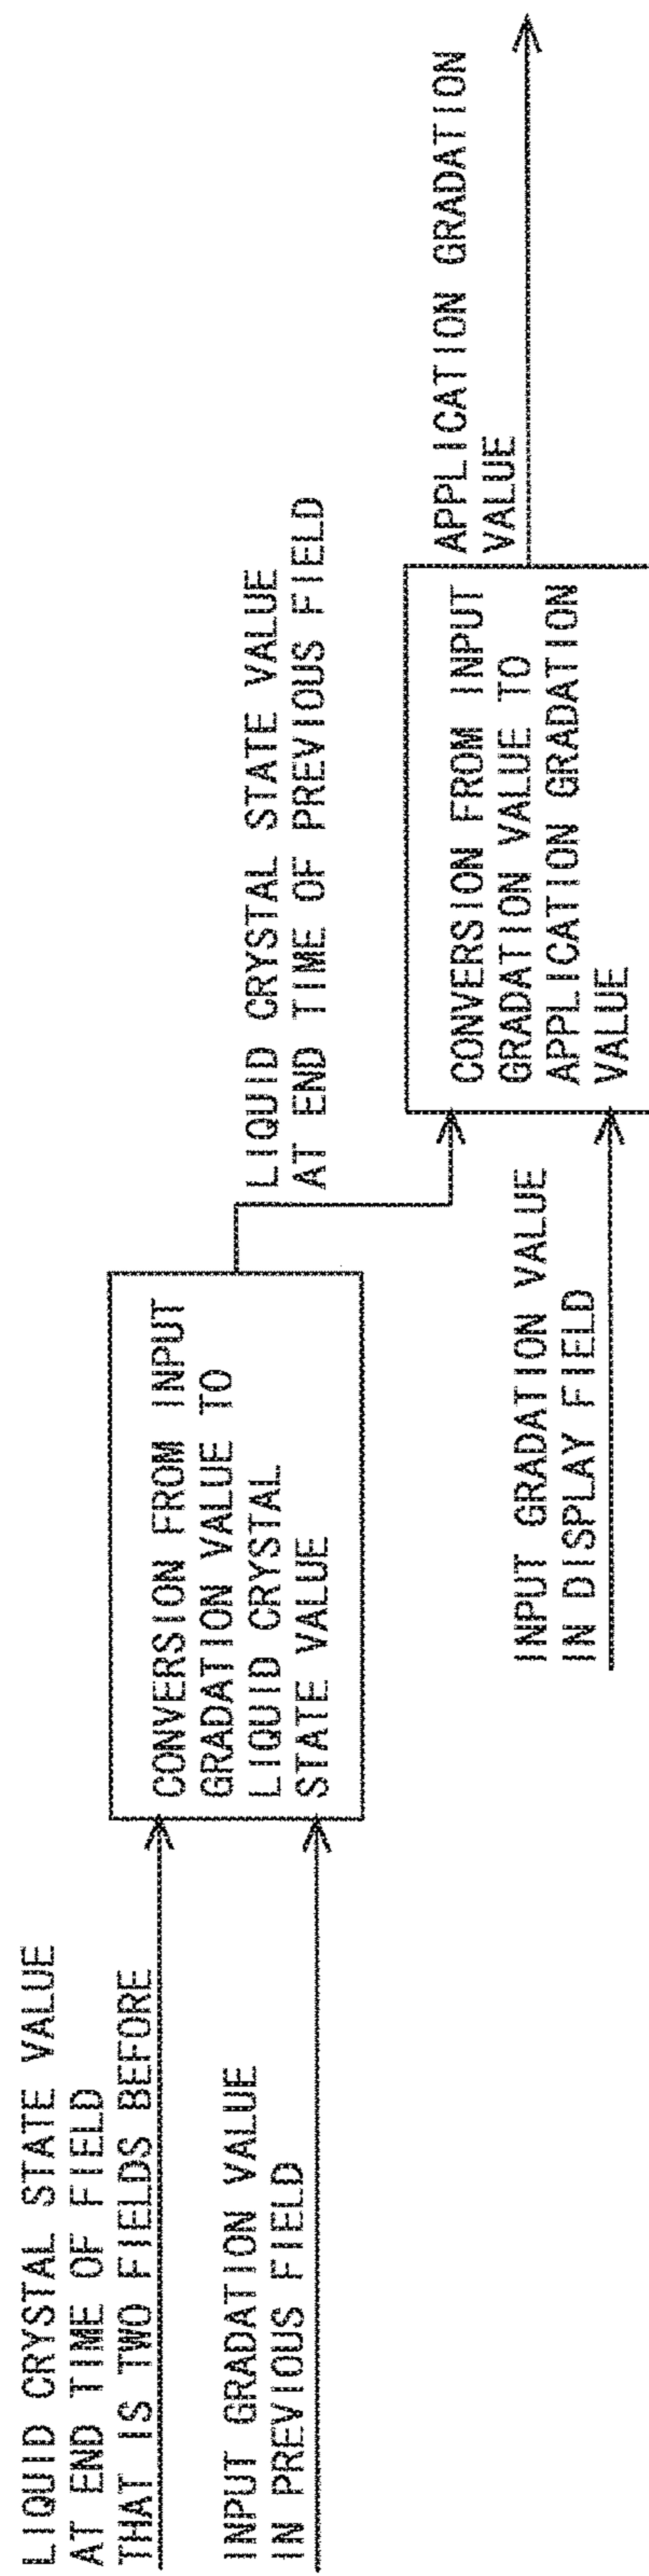 LIQUID CRYSTAL STATE VALUE
AT END TIME OF FIELD
THAT IS TWO FIELDS BEFORE
INPUT GRADATION VALUE
IN PREVIOUS FIELD
CONVERSION FROM INPUT
GRADATION VALUE TO
LIQUID CRYSTAL
STATE VALUE
LIQUID CRYSTAL STATE VALUE
AT END TIME OF PREVIOUS FIELD
INPUT GRADATION VALUE
IN DISPLAY FIELD
CONVERSION FROM INPUT
GRADATION VALUE TO
APPLICATION GRADATION
VALUE
APPLICATION GRADATION
VALUE